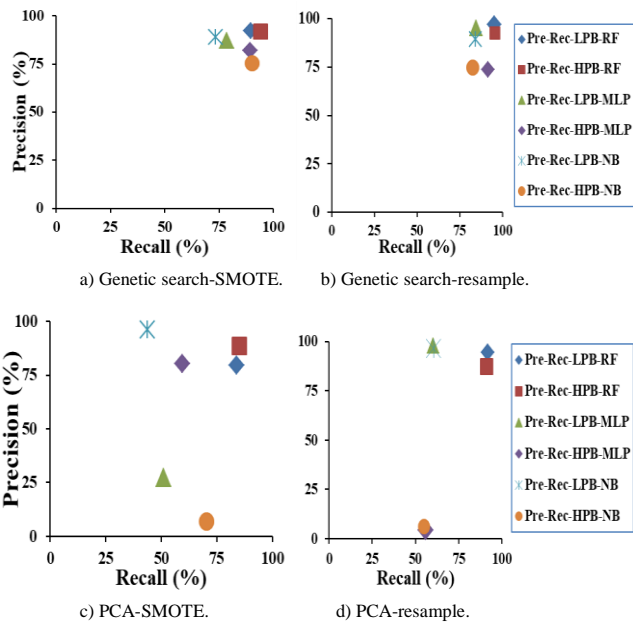 100
75
50
25
0
Precision (%)
0 25 50 75 100
Recall (%)
a) Genetic search-SMOTE.
100
75
50
25
0
0 25 50 75 100
Recall (%)
b) Genetic search-resample.
Pre-Rec-LPB-RF
Pre-Rec-HPB-RF
Pre-Rec-LPB-MLP
Pre-Rec-HPB-MLP
Pre-Rec-LPB-NB
Pre-Rec-HPB-NB
100
75
50
25
0
Precision (%)
0 25 50 75 100
Recall (%)
c) PCA-SMOTE.
100
75
50
25
0
0 25 50 75 100
Recall (%)
d) PCA-resample.
Pre-Rec-LPB-RF
Pre-Rec-HPB-RF
Pre-Rec-LPB-MLP
Pre-Rec-HPB-MLP
Pre-Rec-LPB-NB
Pre-Rec-HPB-NB